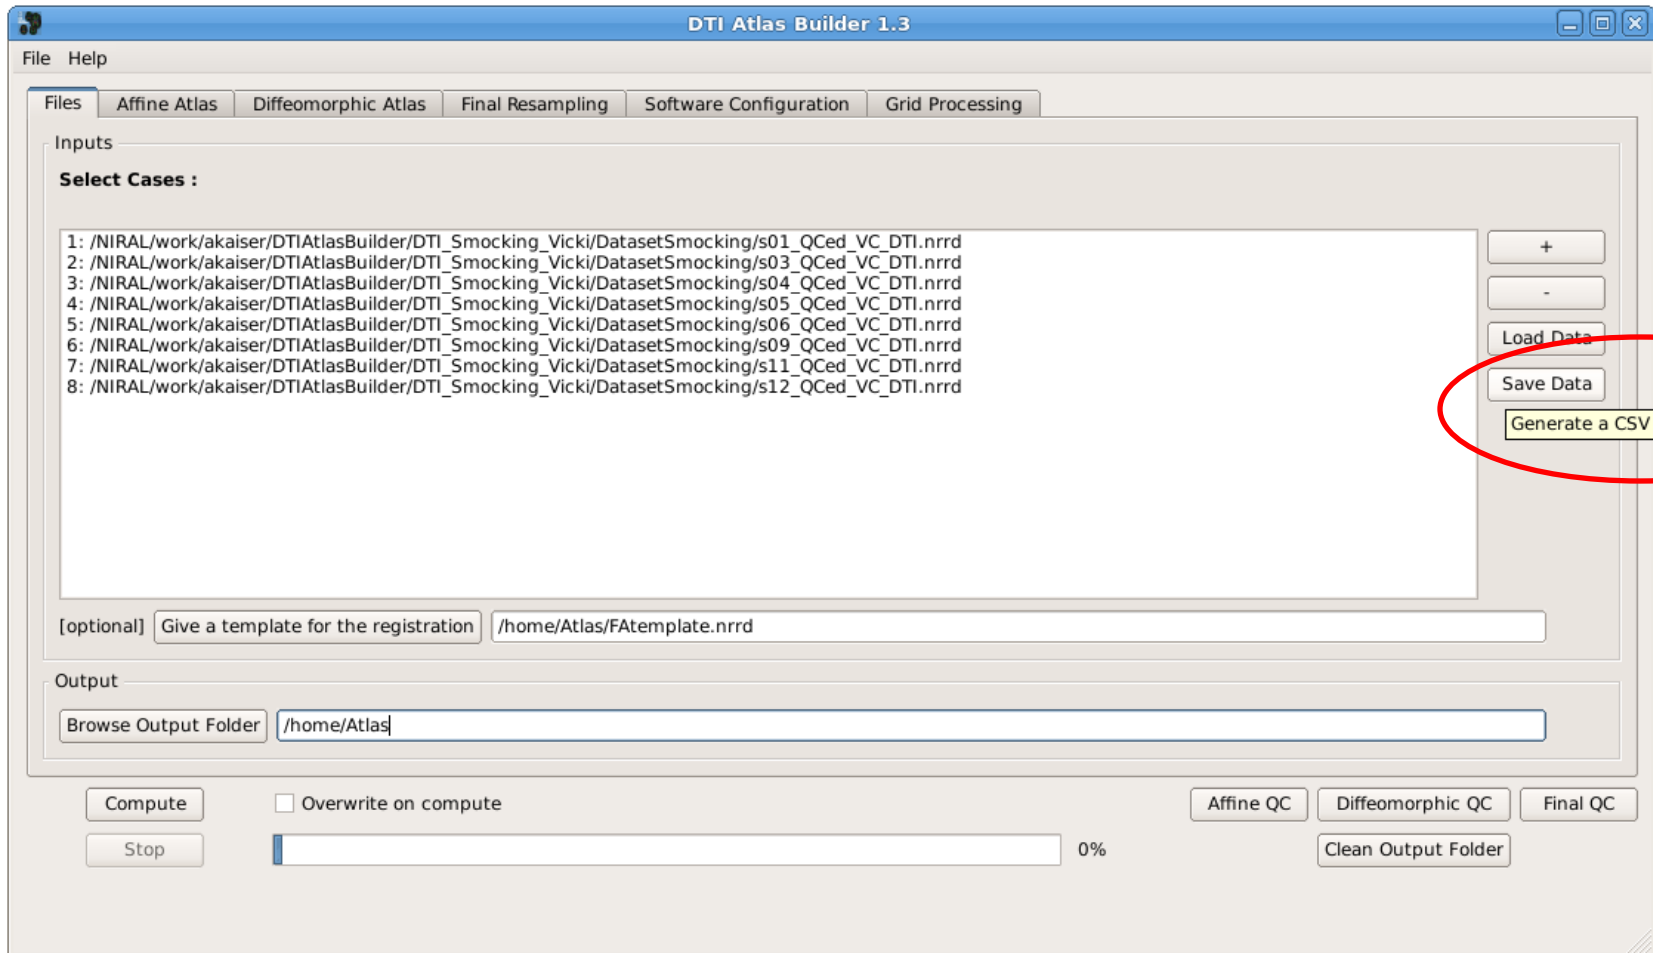 DTI Atlas Builder 1.3
File Help
Files Affine Atlas Diffeomorphic Atlas Final Resampling Software Configuration Grid Processing
Inputs
Select Cases :
1: /NIRAL/work/akaiser/DTIAtlasBuilder/DTI_Smocking_Vicki/DatasetSmocking/s01_QCed_VC_DTI.nrrd
2: /NIRAL/work/akaiser/DTIAtlasBuilder/DTI_Smocking_Vicki/DatasetSmocking/s03_QCed_VC_DTI.nrrd
3: /NIRAL/work/akaiser/DTIAtlasBuilder/DTI_Smocking_Vicki/DatasetSmocking/s04_QCed_VC_DTI.nrrd
4: /NIRAL/work/akaiser/DTIAtlasBuilder/DTI_Smocking_Vicki/DatasetSmocking/s05_QCed_VC_DTI.nrrd
5: /NIRAL/work/akaiser/DTIAtlasBuilder/DTI_Smocking_Vicki/DatasetSmocking/s06_QCed_VC_DTI.nrrd
6: /NIRAL/work/akaiser/DTIAtlasBuilder/DTI_Smocking_Vicki/DatasetSmocking/s09_QCed_VC_DTI.nrrd
7: /NIRAL/work/akaiser/DTIAtlasBuilder/DTI_Smocking_Vicki/DatasetSmocking/s11_QCed_VC_DTI.nrrd
8: /NIRAL/work/akaiser/DTIAtlasBuilder/DTI_Smocking_Vicki/DatasetSmocking/s12_QCed_VC_DTI.nrrd
+
-
Load Data
Save Data
Generate a CSV
[optional] Give a template for the registration /home/Atlas/FAtemplate.nrrd
Output
Browse Output Folder /home/Atlas
Compute Overwrite on compute Affine QC Diffeomorphic QC Final QC
Stop 0% Clean Output Folder